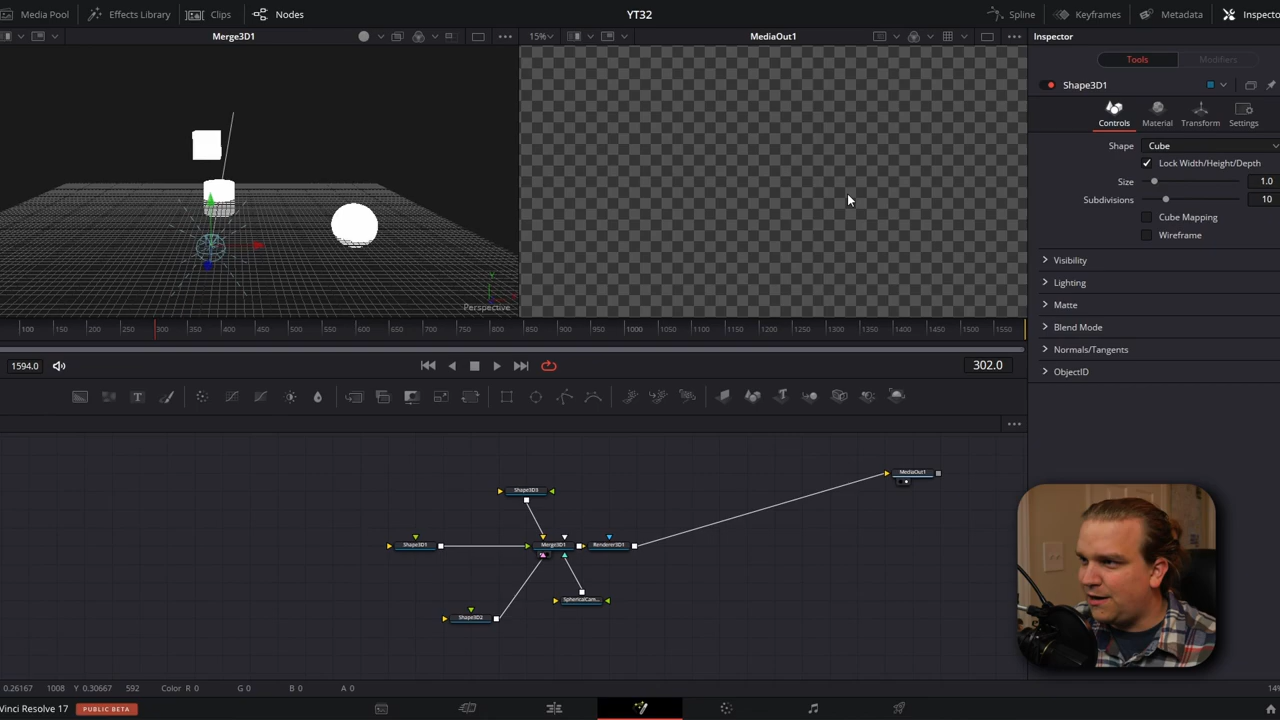 Media Pool Effects Library Clips Nodes YT32 Spline Keyframes Metadata Inspecto
Merge3D1 15% MediaOut1 Inspector
Tools Modifiers
Shape3D1
Controls Material Transform Settings
Shape Cube
Lock Width/Height/Depth
Size 1.0
Subdivisions 10
Cube Mapping
Wireframe
Visibility
Lighting
Matte
Blend Mode
Normals/Tangents
ObjectID
Y
Perspective
100 150 200 250 300 350 400 450 500 550 600 650 700 750 800 850 900 950 1000 1050 1100 1150 1200 1250 1300 1350 1400 1450 1500 1550
1594.0 302.0
T
MediaOut1
Shape3D3
Shape3D1 Merge3D1 Renderer3D1
SphericalCam...
Shape3D2
0.26167 1008 Y 0.30667 592 Color R 0 G 0 B 0 A 0 14%
Vinci Resolve 17 PUBLIC BETA